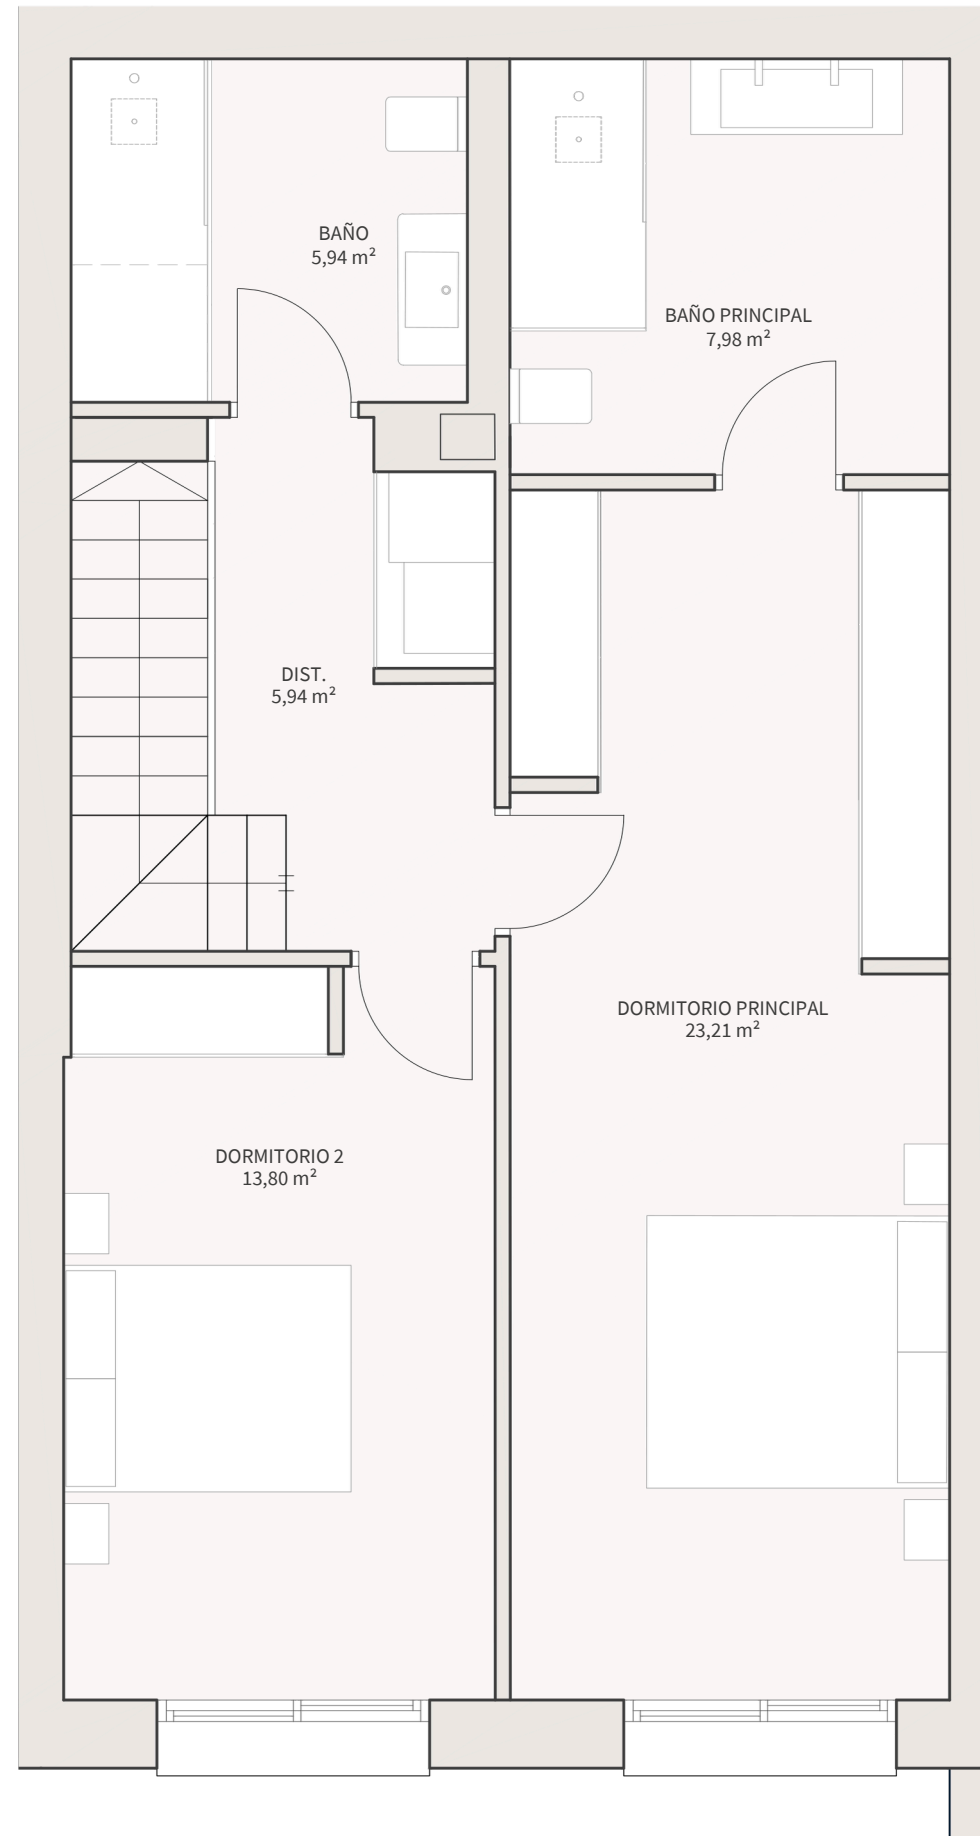 BAÑO
5,94 m²
BAÑO PRINCIPAL
7,98 m²
DIST.
5,94 m²
DORMITORIO PRINCIPAL
23,21 m²
DORMITORIO 2
13,80 m²